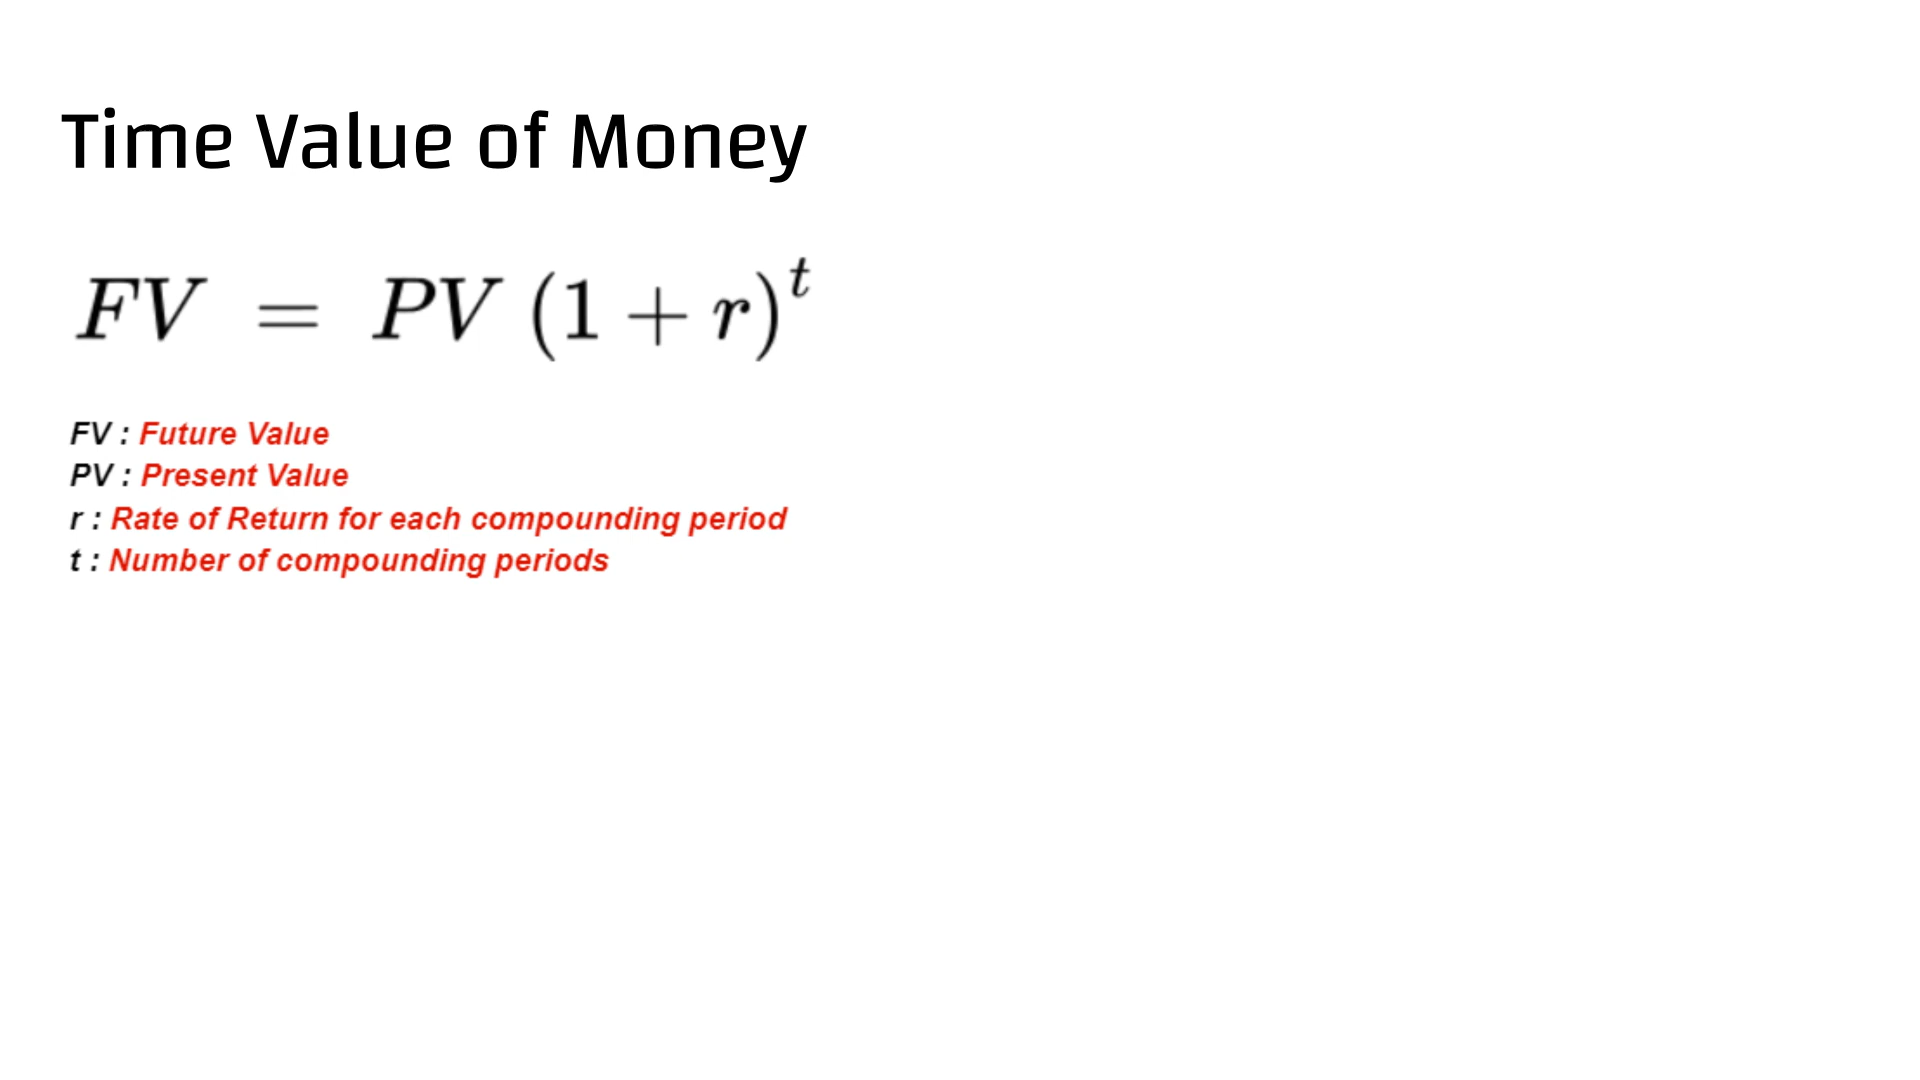 Time Value of Money
FV = PV (1 + r)^t
FV : Future Value
PV : Present Value
r : Rate of Return for each compounding period
t : Number of compounding periods